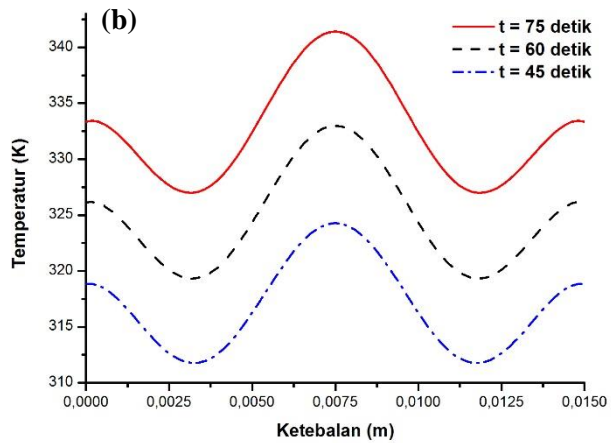 (b)
t = 75 detik
t = 60 detik
t = 45 detik
Temperatur (K)
340
335
330
325
320
315
310
0,0000
0,0025
0,0050
0,0075
0,0100
0,0125
0,0150
Ketebalan (m)